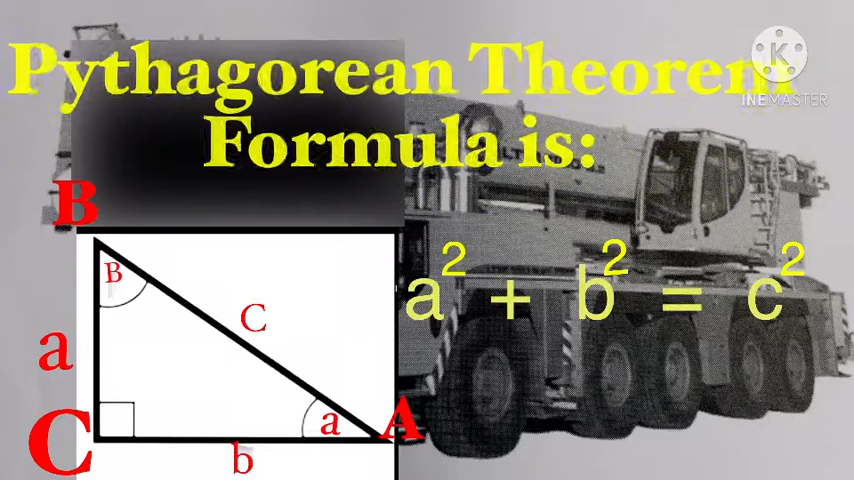 Pythagorean Theorem
K
INEMASTER
Formula is:
B
B
a² + b² = c²
C
a
a
A
C
b